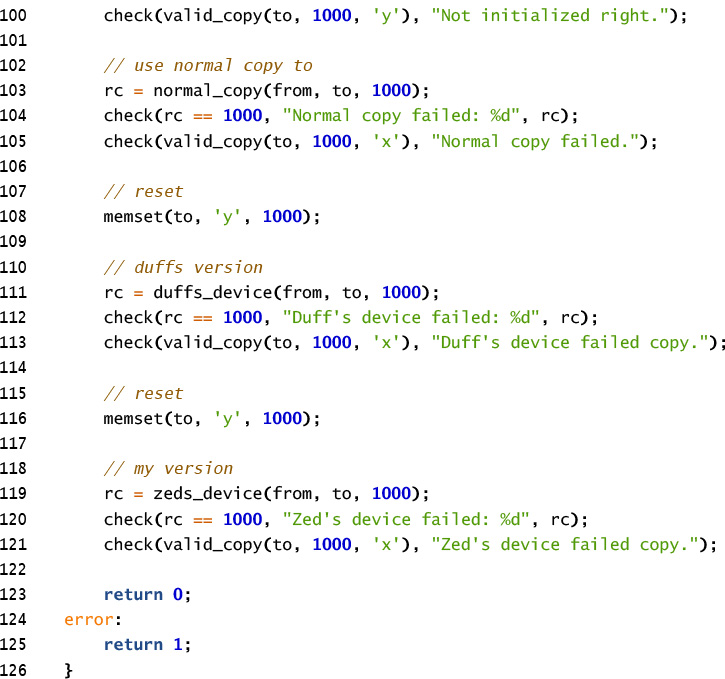 100 check(valid_copy(to, 1000, 'y'), "Not initialized right.");
101
102 // use normal copy to
103 rc = normal_copy(from, to, 1000);
104 check(rc == 1000, "Normal copy failed: %d", rc);
105 check(valid_copy(to, 1000, 'x'), "Normal copy failed.");
106
107 // reset
108 memset(to, 'y', 1000);
109
110 // duffs version
111 rc = duffs_device(from, to, 1000);
112 check(rc == 1000, "Duff's device failed: %d", rc);
113 check(valid_copy(to, 1000, 'x'), "Duff's device failed copy.");
114
115 // reset
116 memset(to, 'y', 1000);
117
118 // my version
119 rc = zeds_device(from, to, 1000);
120 check(rc == 1000, "Zed's device failed: %d", rc);
121 check(valid_copy(to, 1000, 'x'), "Zed's device failed copy.");
122
123 return 0;
124 error:
125 return 1;
126 }